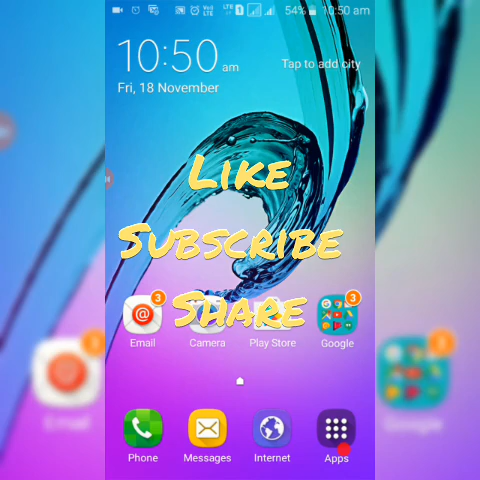 54% 10:50 am
10:50 am
Tap to add city
Fri, 18 November
LIKE
SUBSCRIBE
SHARE
3
3
Email
Camera
Play Store
Google
Phone
Messages
Internet
Apps